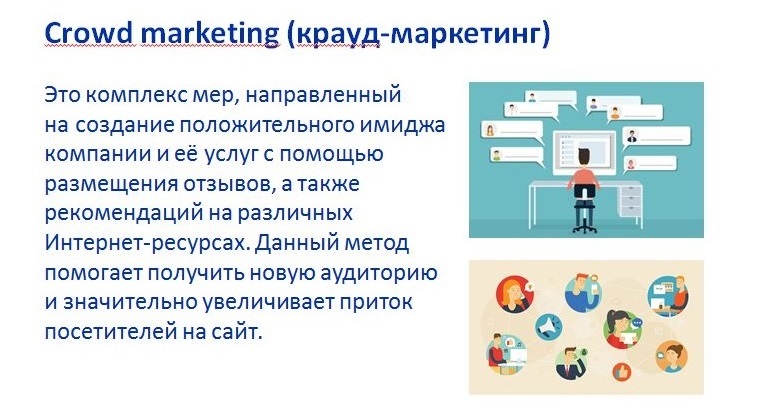 Crowd marketing (крауд-маркетинг)
Это комплекс мер, направленный
на создание положительного имиджа
компании и её услуг с помощью
размещения отзывов, а также
рекомендаций на различных
Интернет-ресурсах. Данный метод
помогает получить новую аудиторию
и значительно увеличивает приток
посетителей на сайт.